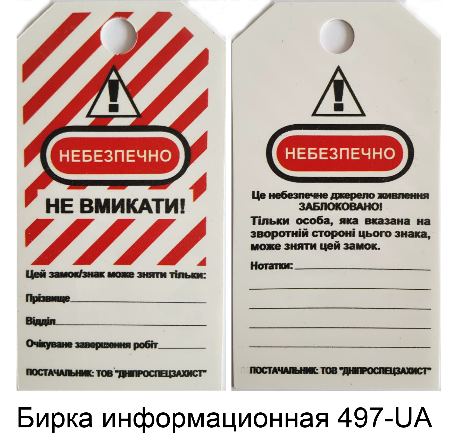 НЕБЕЗПЕЧНО
НЕ ВМИКАТИ!
Цей замок/знак може зняти тільки:
Прізвище
Відділ
Очікуване завершення робіт
ПОСТАЧАЛЬНИК: ТОВ "ДНІПРОСПЕЦЗАХИСТ"
НЕБЕЗПЕЧНО
Це небезпечне джерело живлення
ЗАБЛОКОВАНО!
Тільки особа, яка вказана на
зворотній стороні цього знака,
може зняти цей замок.
Нотатки:
ПОСТАЧАЛЬНИК: ТОВ "ДНІПРОСПЕЦЗАХИСТ"
Бирка информационная 497-UA